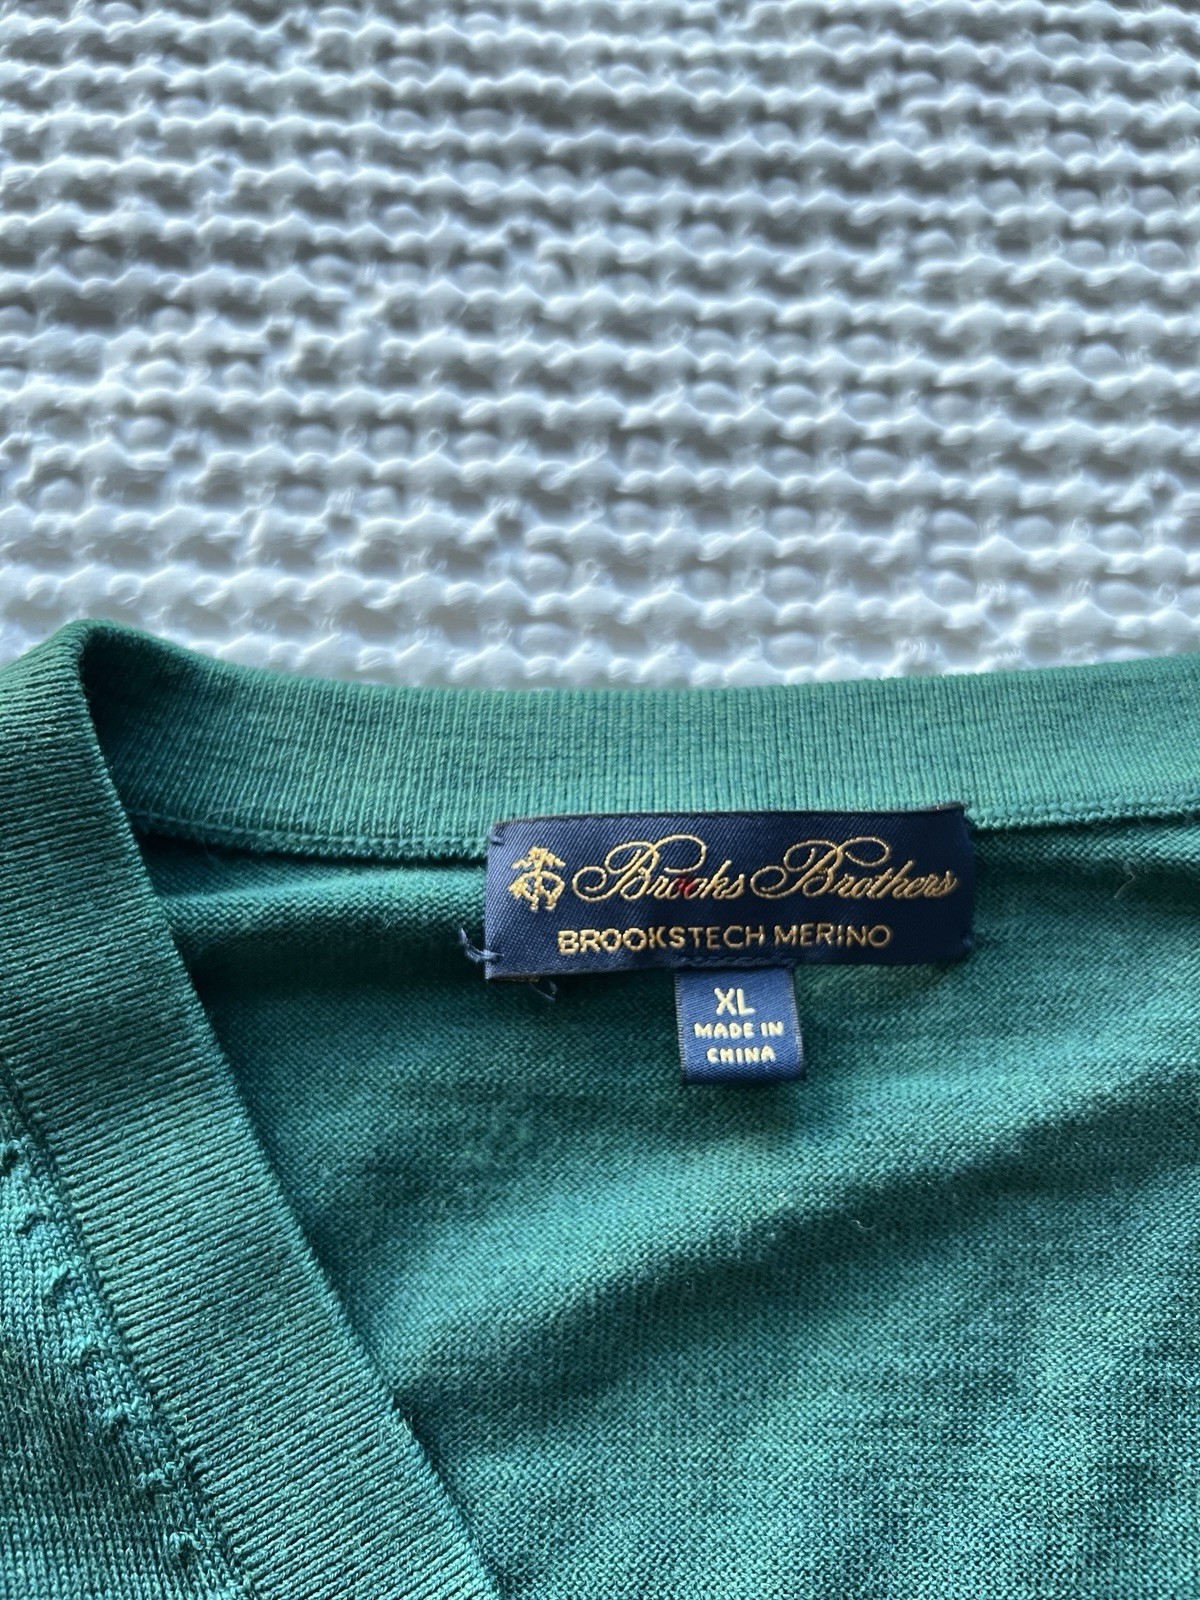 Brooks Brothers
BROOKSTECH MERINO
XL
MADE IN
CHINA